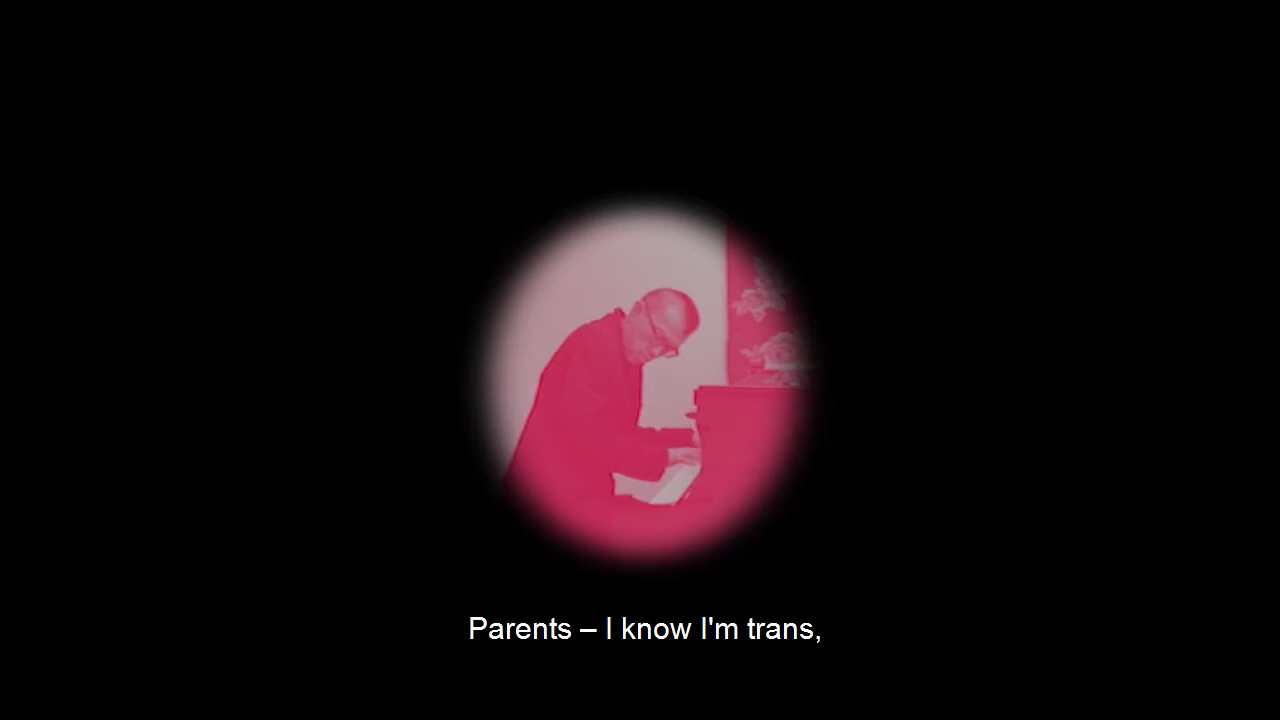 Parents – I know I'm trans,